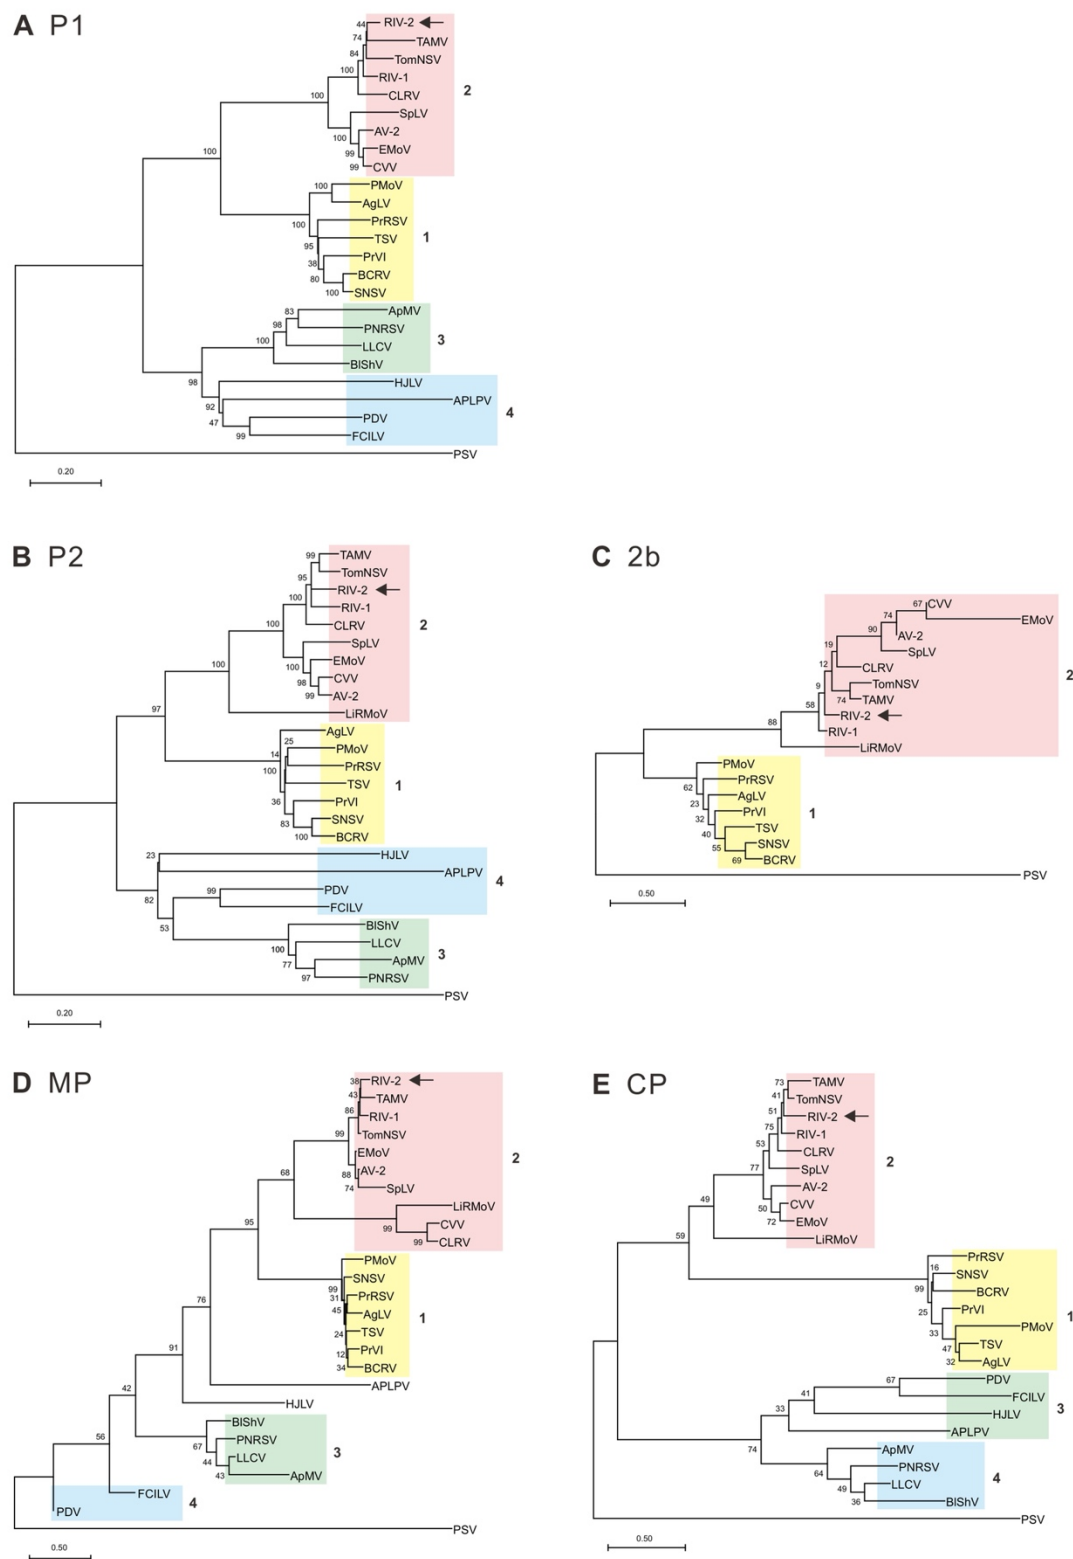 A P1
44
RIV-2
74
TAMV
84
TomNSV
100
RIV-1
CLRV
100
2
SpLV
100
AV-2
99
EMoV
99
CVV
100
100
PMoV
AgLV
100
PrRSV
95
TSV
1
38
PrVI
80
BCRV
100
SNSV
83
ApMV
98
PNRSV
100
LLCV
3
BlShV
98
HJLV
92
APLPV
4
47
PDV
99
FCILV
PSV
0.20
B P2
99
TAMV
TomNSV
95
RIV-2
100
RIV-1
CLRV
2
100
SpLV
100
EMoV
98
CVV
99
AV-2
100
LiRMoV
97
AgLV
25
PMoV
14
100
PrRSV
TSV
1
36
PrVI
83
SNSV
100
BCRV
23
HJLV
APLPV
4
82
99
PDV
FCILV
53
BlShV
100
LLCV
3
77
ApMV
97
PNRSV
PSV
0.20
C 2b
67
CVV
74
EMoV
90
AV-2
19
SpLV
12
CLRV
2
TomNSV
9
74
TAMV
58
RIV-2
88
RIV-1
LiRMoV
PMoV
62
PrRSV
23
AgLV
32
PrVI
1
40
TSV
55
SNSV
69
BCRV
PSV
0.50
D MP
38
RIV-2
43
TAMV
86
RIV-1
99
TomNSV
EMoV
2
88
AV-2
74
SpLV
68
LiRMoV
99
CVV
99
CLRV
95
PMoV
99
SNSV
31
PrRSV
45
AgLV
1
24
TSV
12
PrVI
34
BCRV
76
APLPV
91
HJLV
42
BlShV
67
PNRSV
3
44
LLCV
43
ApMV
56
FCILV
4
PDV
PSV
0.50
E CP
73
TAMV
41
TomNSV
51
RIV-2
75
RIV-1
53
CLRV
2
77
SpLV
AV-2
50
CVV
72
EMoV
49
LiRMoV
59
PrRSV
16
SNSV
99
BCRV
25
PrVI
1
33
PMoV
47
TSV
32
AgLV
67
PDV
41
FCILV
3
33
HJLV
APLPV
74
ApMV
64
PNRSV
4
49
LLCV
36
BlShV
PSV
0.50